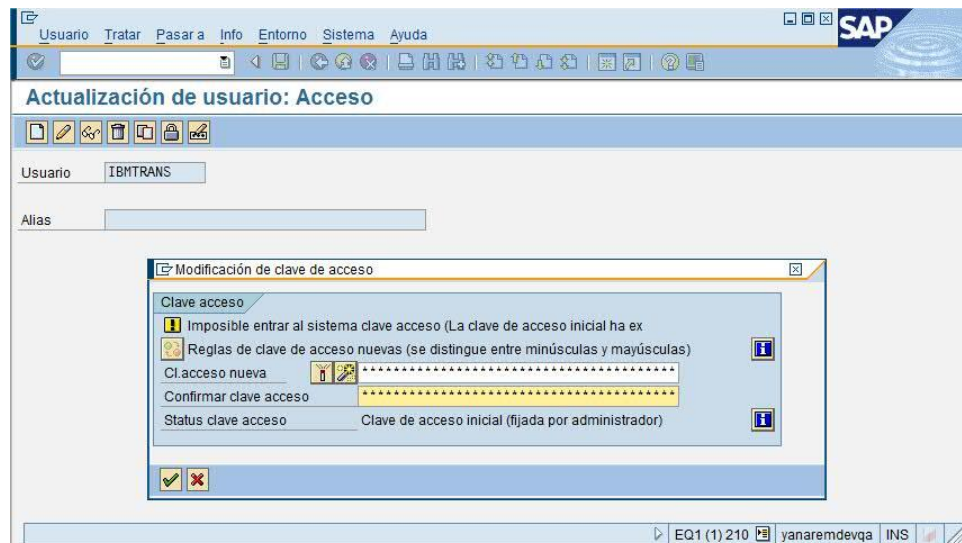 Usuario Tratar Pasar a Info Entorno Sistema Ayuda
SAP
Actualización de usuario: Acceso
Usuario IBMTRANS
Alias
Modificación de clave de acceso
Clave acceso
Imposible entrar al sistema clave acceso (La clave de acceso inicial ha ex
Reglas de clave de acceso nuevas (se distingue entre minúsculas y mayúsculas)
Cl.acceso nueva ****************************************
Confirmar clave acceso ****************************************
Status clave acceso Clave de acceso inicial (fijada por administrador)
EQ1 (1) 210 yanaremdevqa INS